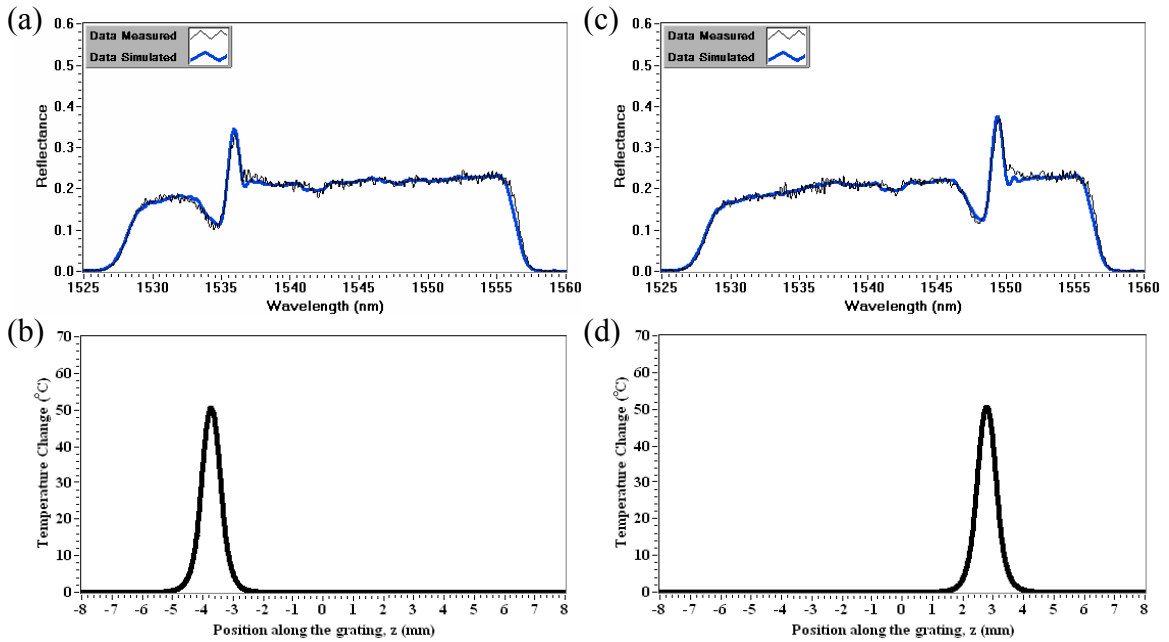 (a)
0.6
0.5
0.4
0.3
0.2
0.1
0.0
Reflectance
Data Measured
Data Simulated
1525 1530 1535 1540 1545 1550 1555 1560
Wavelength (nm)
(c)
0.6
0.5
0.4
0.3
0.2
0.1
0.0
Reflectance
Data Measured
Data Simulated
1525 1530 1535 1540 1545 1550 1555 1560
Wavelength (nm)
(b)
70
60
50
40
30
20
10
0
Temperature Change (°C)
-8 -7 -6 -5 -4 -3 -2 -1 0 1 2 3 4 5 6 7 8
Position along the grating, z (mm)
(d)
70
60
50
40
30
20
10
0
Temperature Change (°C)
-8 -7 -6 -5 -4 -3 -2 -1 0 1 2 3 4 5 6 7 8
Position along the grating, z (mm)